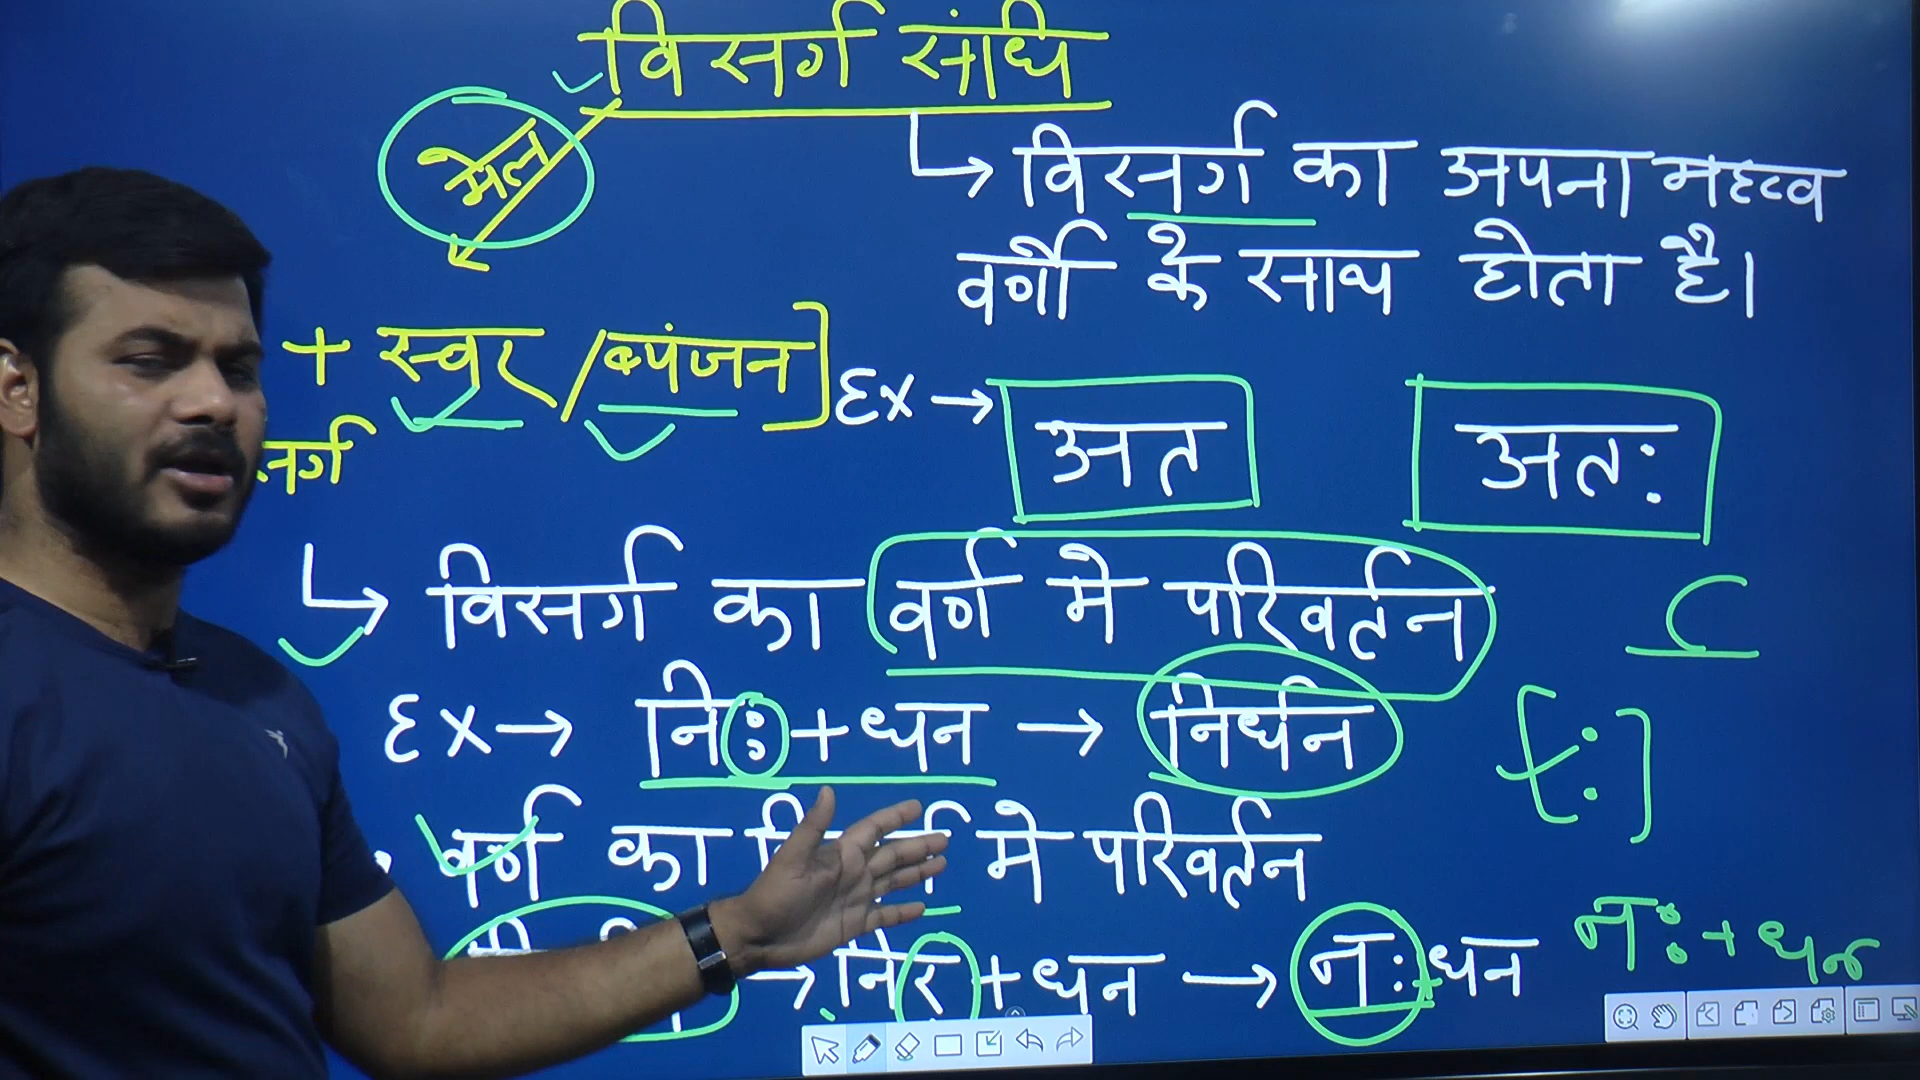 विसर्ग संधि
मेल
→ विसर्ग का अपना महत्व
वर्णों के साथ होता है।
+ स्वर / व्यंजन]
सर्ग
Ex → अत अतः
→ विसर्ग का वर्ण मे परिवर्तन
Ex → निः + धन → निर्धन
[:]
वर्ण का मे परिवर्तन
→ निर + धन → नः + धन
नः + धन